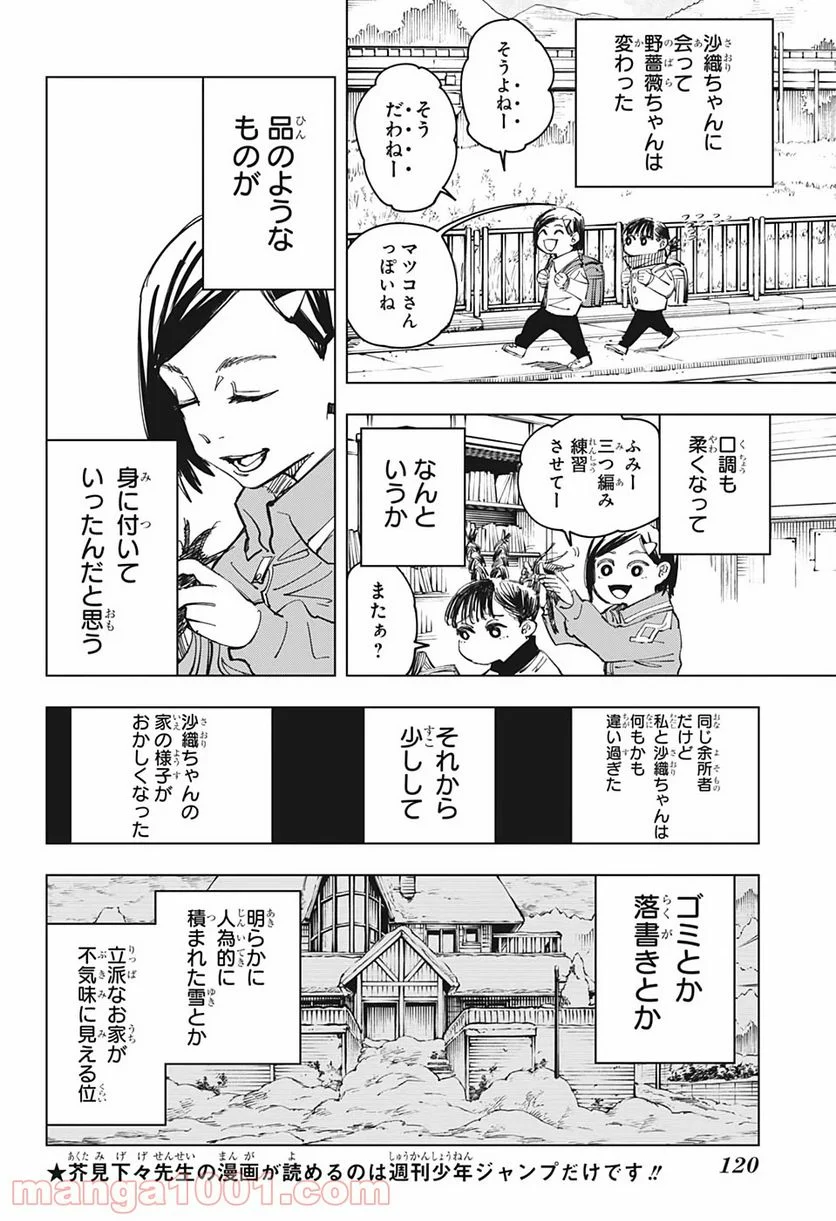 沙織ちゃんに
会って
野薔薇ちゃんは
変わった
そうよねー
そう
だわねー
マツコさん
っぽいね
口調も
柔くなって
ふみー
三つ編み
練習
させてー
またぁ？
なんと
いうか
品のような
ものが
身に付いて
いったんだと思う
同じ余所者
だけど
私と沙織ちゃんは
何もかも
違い過ぎた
それから
少しして
沙織ちゃんの
家の様子が
おかしくなった
ゴミとか
落書きとか
明らかに
人為的に
積まれた雪とか
立派なお家が
不気味に見える位
★芥見下々先生の漫画が読めるのは週刊少年ジャンプだけです!!
120
manga1001.com